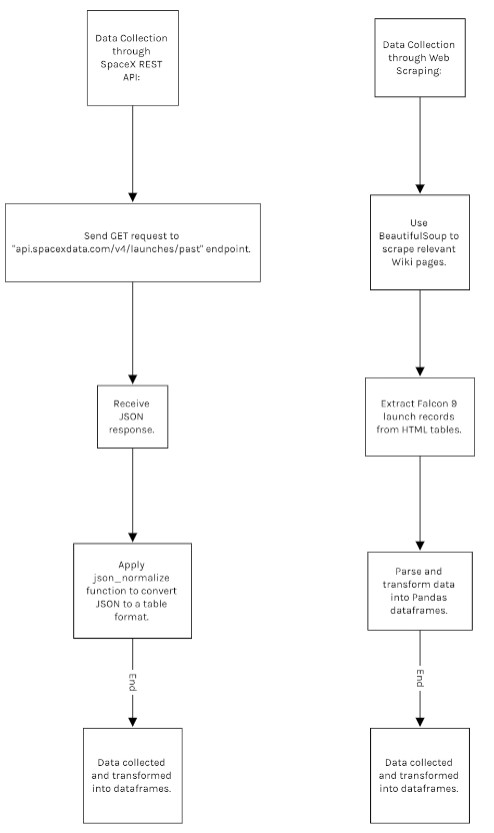 Data Collection
through
SpaceX REST
API:
Send GET request to
"api.spacexdata.com/v4/launches/past" endpoint.
Receive
JSON
response.
Apply
json_normalize
function to convert
JSON to a table
format.
End
Data collected
and transformed
into dataframes.
Data Collection
through Web
Scraping:
Use
BeautifulSoup to
scrape relevant
Wiki pages.
Extract Falcon 9
launch records
from HTML tables.
Parse and
transform data
into Pandas
dataframes.
End
Data collected
and transformed
into dataframes.